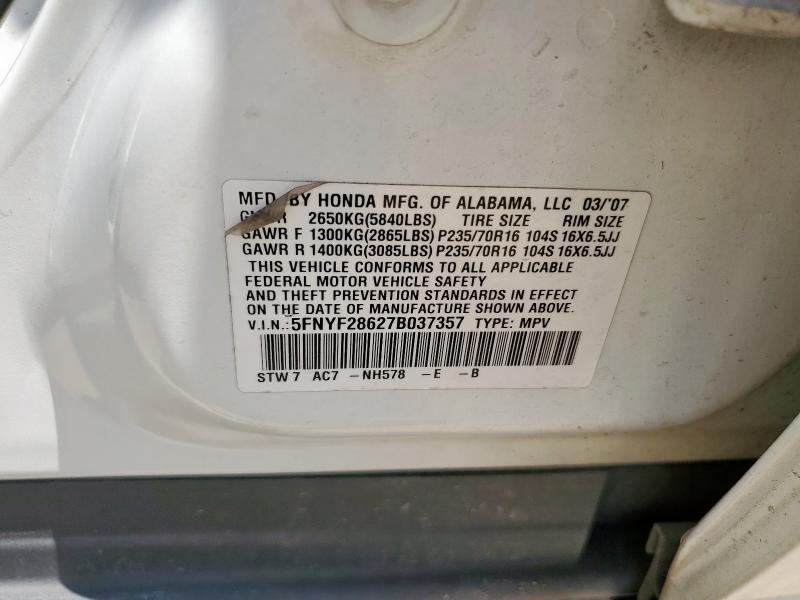 MFD. BY HONDA MFG. OF ALABAMA, LLC 03/'07
2650KG(5840LBS) TIRE SIZE RIM SIZE
GAWR F 1300KG(2865LBS) P235/70R16 104S 16X6.5JJ
GAWR R 1400KG(3085LBS) P235/70R16 104S 16X6.5JJ
THIS VEHICLE CONFORMS TO ALL APPLICABLE
FEDERAL MOTOR VEHICLE SAFETY
AND THEFT PREVENTION STANDARDS IN EFFECT
ON THE DATE OF MANUFACTURE SHOWN ABOVE.
V.I.N.: 5FNYF28627B037357 TYPE: MPV
STW7 AC7 -NH578 -E -B